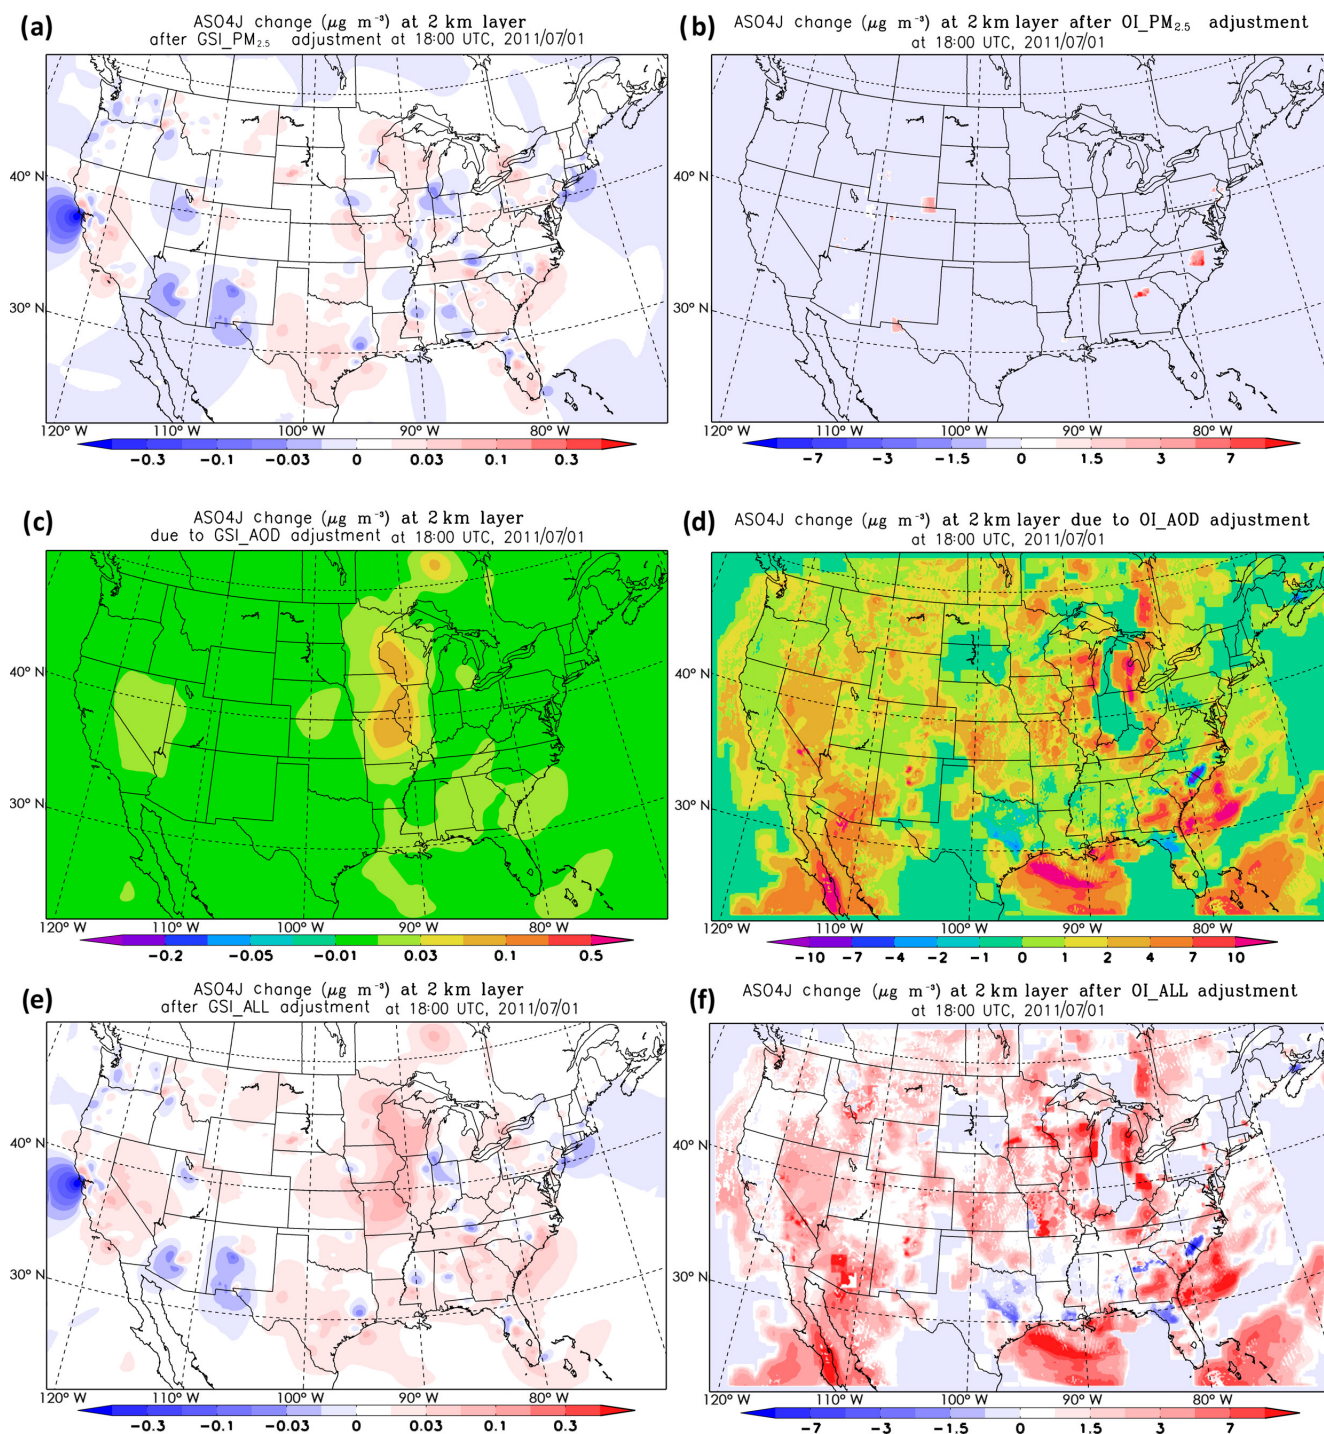 (a)
ASO4J change (μg m⁻³) at 2 km layer
after GSI_PM₂.₅ adjustment at 18:00 UTC, 2011/07/01
40° N
30° N
120°W 110°W 100°W 90°W 80°W
−0.3 −0.1 −0.03 0 0.03 0.1 0.3
(b)
ASO4J change (μg m⁻³) at 2 km layer after OI_PM₂.₅ adjustment
at 18:00 UTC, 2011/07/01
40° N
30° N
120° W 110° W 100° W 90° W 80° W
−7 −3 −1.5 0 1.5 3 7
(c)
ASO4J change (μg m⁻³) at 2 km layer
due to GSI_AOD adjustment at 18:00 UTC, 2011/07/01
40° N
30° N
120° W 110° W 100° W 90° W 80° W
−0.2 −0.05 −0.01 0.03 0.1 0.5
(d)
ASO4J change (μg m⁻³) at 2 km layer due to OI_AOD adjustment
at 18:00 UTC, 2011/07/01
40° N
30° N
120° W 110° W 100° W 90° W 80° W
−10 −7 −4 −2 −1 0 1 2 4 7 10
(e)
ASO4J change (μg m⁻³) at 2 km layer
after GSI_ALL adjustment at 18:00 UTC, 2011/07/01
40° N
30° N
120° W 110° W 100° W 90° W 80° W
−0.3 −0.1 −0.03 0 0.03 0.1 0.3
(f)
ASO4J change (μg m⁻³) at 2 km layer after OI_ALL adjustment
at 18:00 UTC, 2011/07/01
40° N
30° N
120° W 110° W 100° W 90° W 80° W
−7 −3 −1.5 0 1.5 3 7